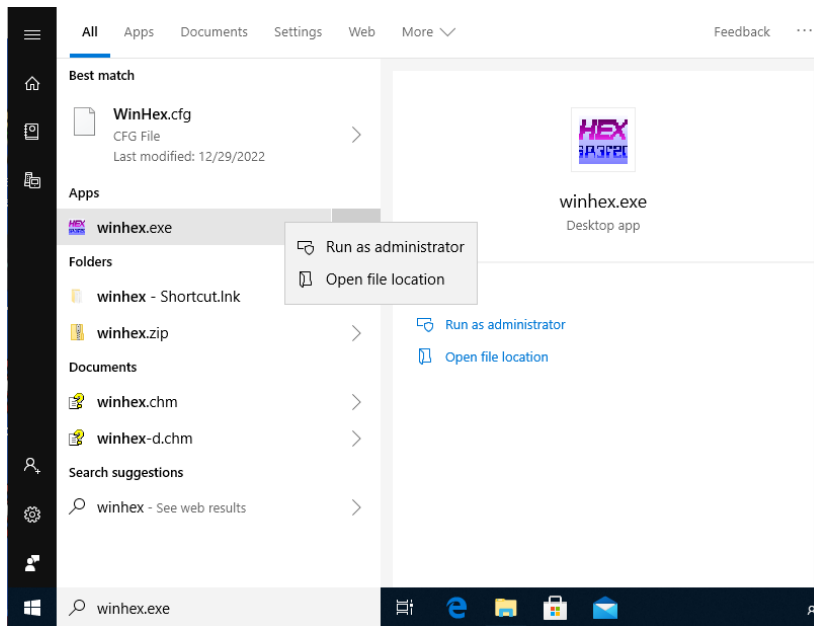 All Apps Documents Settings Web More Feedback ...
Best match
WinHex.cfg
CFG File
Last modified: 12/29/2022
Apps
winhex.exe
Run as administrator
Open file location
Folders
winhex - Shortcut.lnk
winhex.zip
Documents
winhex.chm
winhex-d.chm
Search suggestions
winhex - See web results
winhex.exe
HEX
winhex.exe
Desktop app
Run as administrator
Open file location